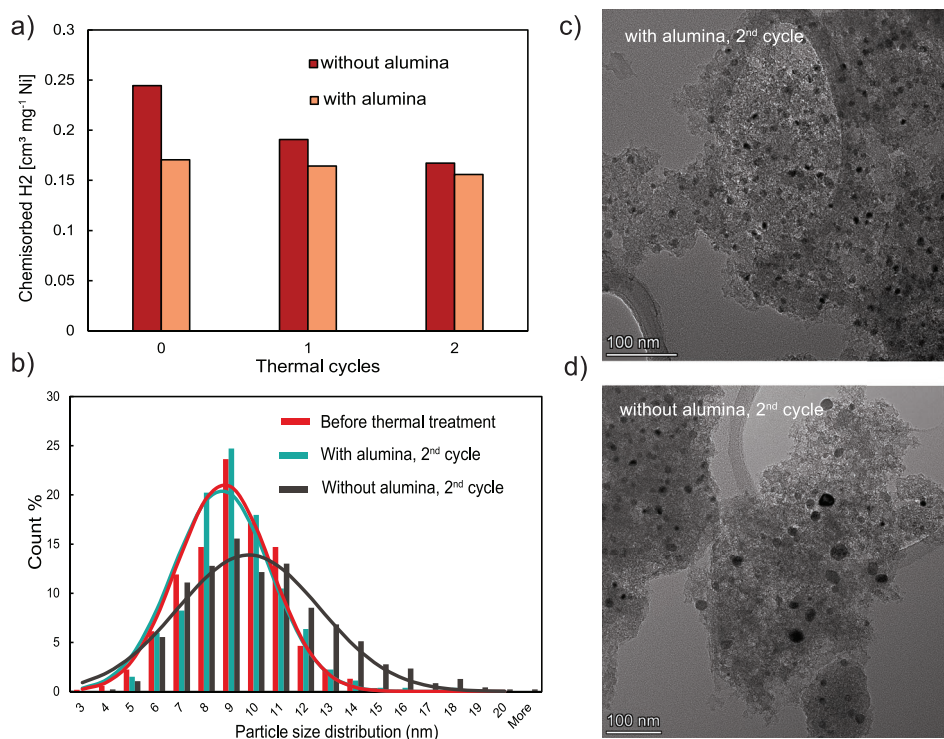 a)
Chemisorbed H2 [cm³ mg⁻¹ Ni]
0.3
0.25
0.2
0.15
0.1
0.05
0
without alumina
with alumina
0 1 2
Thermal cycles
b)
Count %
30
25
20
15
10
5
0
Before thermal treatment
With alumina, 2ⁿᵈ cycle
Without alumina, 2ⁿᵈ cycle
3 4 5 6 7 8 9 10 11 12 13 14 15 16 17 18 19 20 More
Particle size distribution (nm)
c)
with alumina, 2ⁿᵈ cycle
100 nm
d)
without alumina, 2ⁿᵈ cycle
100 nm